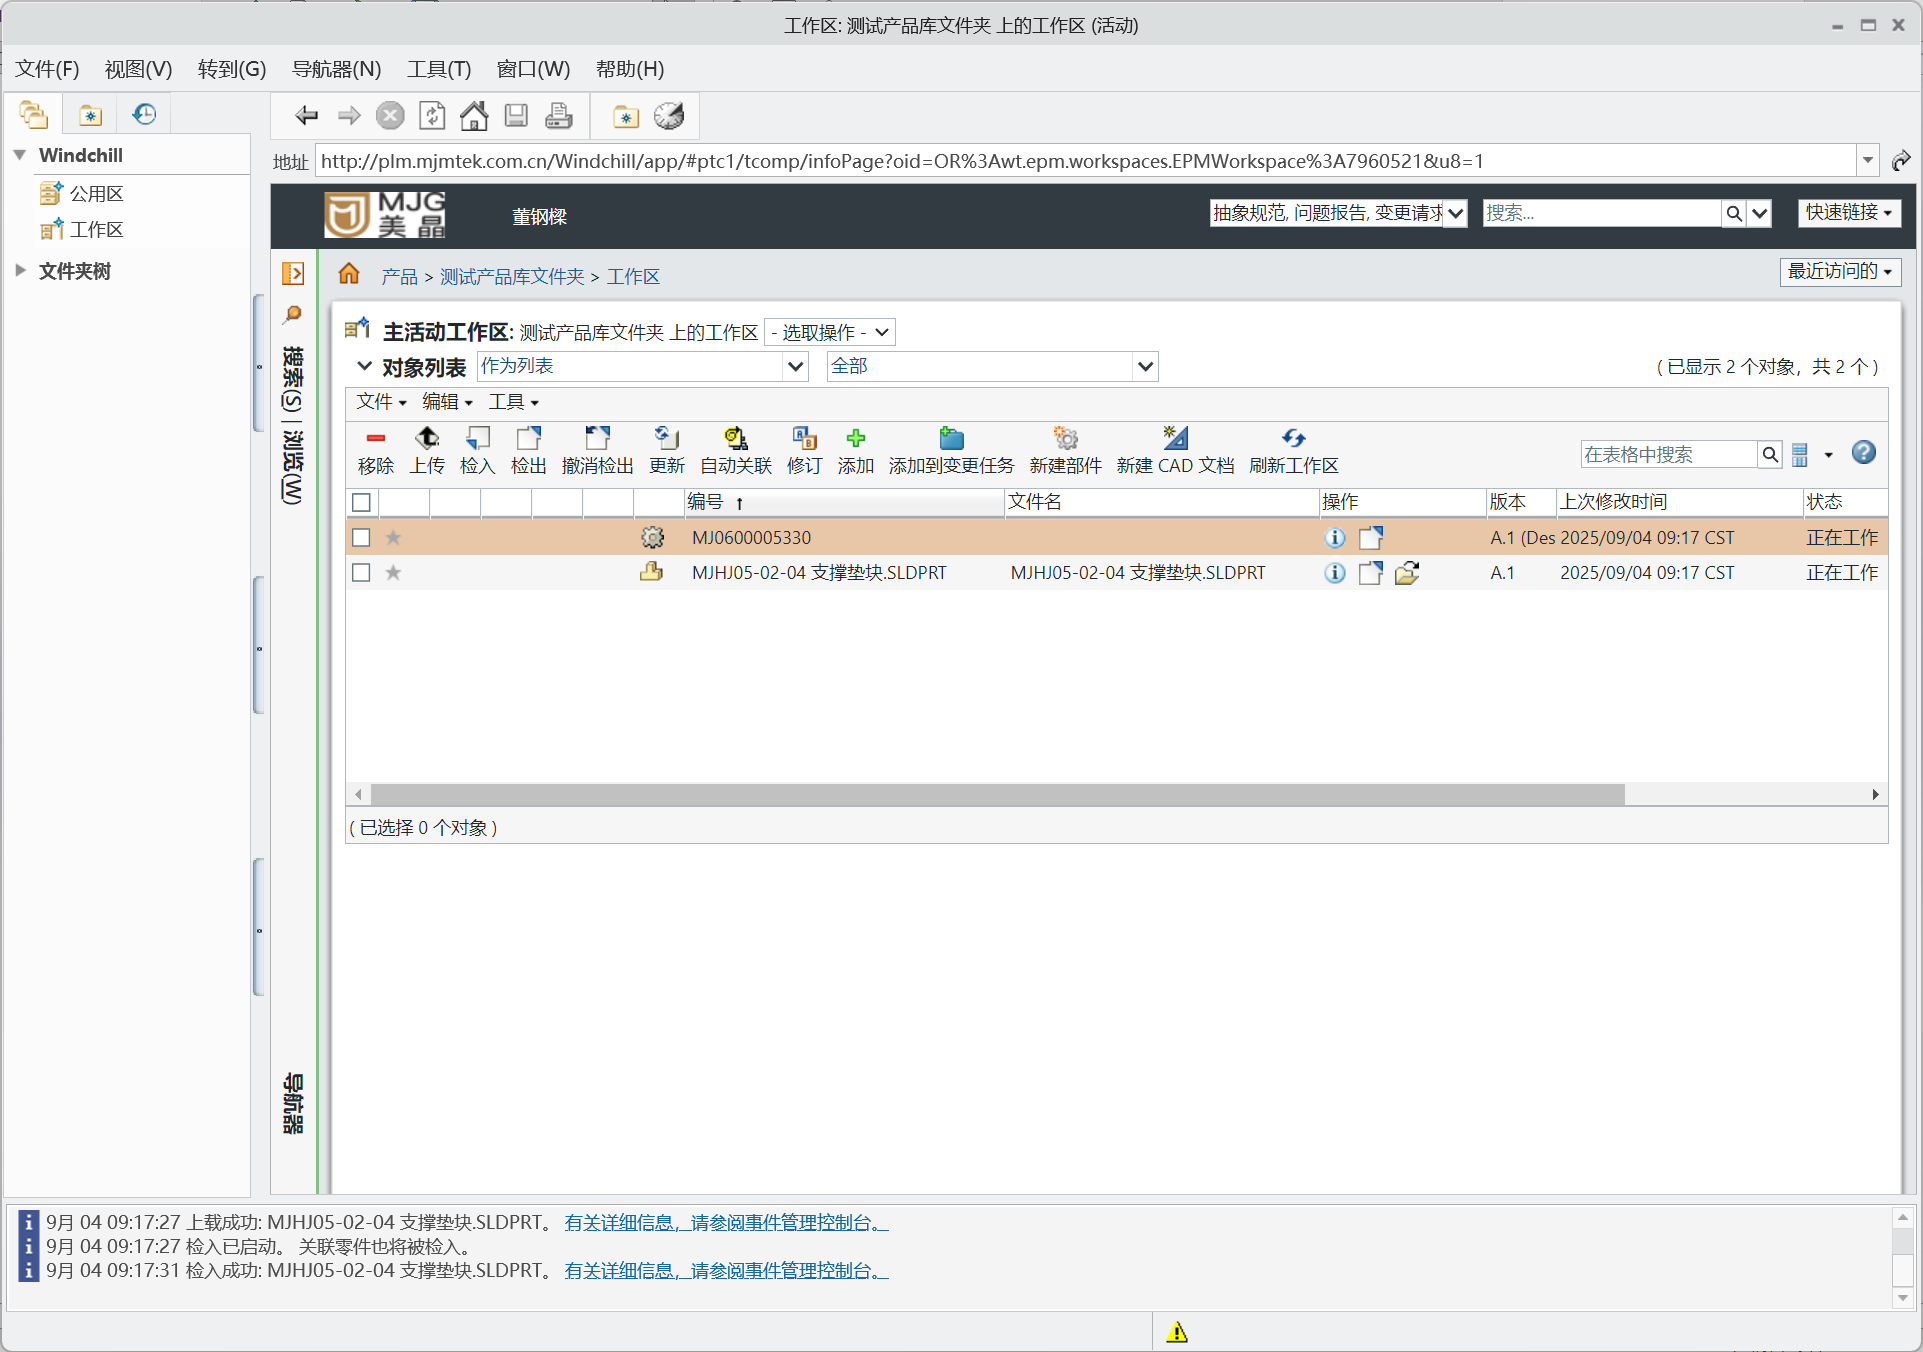 工作区: 测试产品库文件夹 上的工作区 (活动)
文件(F) 视图(V) 转到(G) 导航器(N) 工具(T) 窗口(W) 帮助(H)
Windchill
公用区
工作区
文件夹树
地址 http://plm.mjmtek.com.cn/Windchill/app/#ptc1/tcomp/infoPage?oid=OR%3Awt.epm.workspaces.EPMWorkspace%3A7960521&u8=1
MJG
美晶
董钢樑
抽象规范, 问题报告, 变更请求
搜索...
快速链接
产品 > 测试产品库文件夹 > 工作区
最近访问的
搜索(S) | 浏览(W)
导航器
主活动工作区: 测试产品库文件夹 上的工作区 - 选取操作 -
对象列表 作为列表 全部 ( 已显示 2 个对象，共 2 个 )
文件 编辑 工具
移除 上传 检入 检出 撤消检出 更新 自动关联 修订 添加 添加到变更任务 新建部件 新建 CAD 文档 刷新工作区 在表格中搜索
编号 ↑ 文件名 操作 版本 上次修改时间 状态
MJ0600005330 A.1 (Des 2025/09/04 09:17 CST 正在工作
MJHJ05-02-04 支撑垫块.SLDPRT MJHJ05-02-04 支撑垫块.SLDPRT A.1 2025/09/04 09:17 CST 正在工作
( 已选择 0 个对象 )
9月 04 09:17:27 上载成功: MJHJ05-02-04 支撑垫块.SLDPRT。 有关详细信息，请参阅事件管理控制台。
9月 04 09:17:27 检入已启动。 关联零件也将被检入。
9月 04 09:17:31 检入成功: MJHJ05-02-04 支撑垫块.SLDPRT。 有关详细信息，请参阅事件管理控制台。